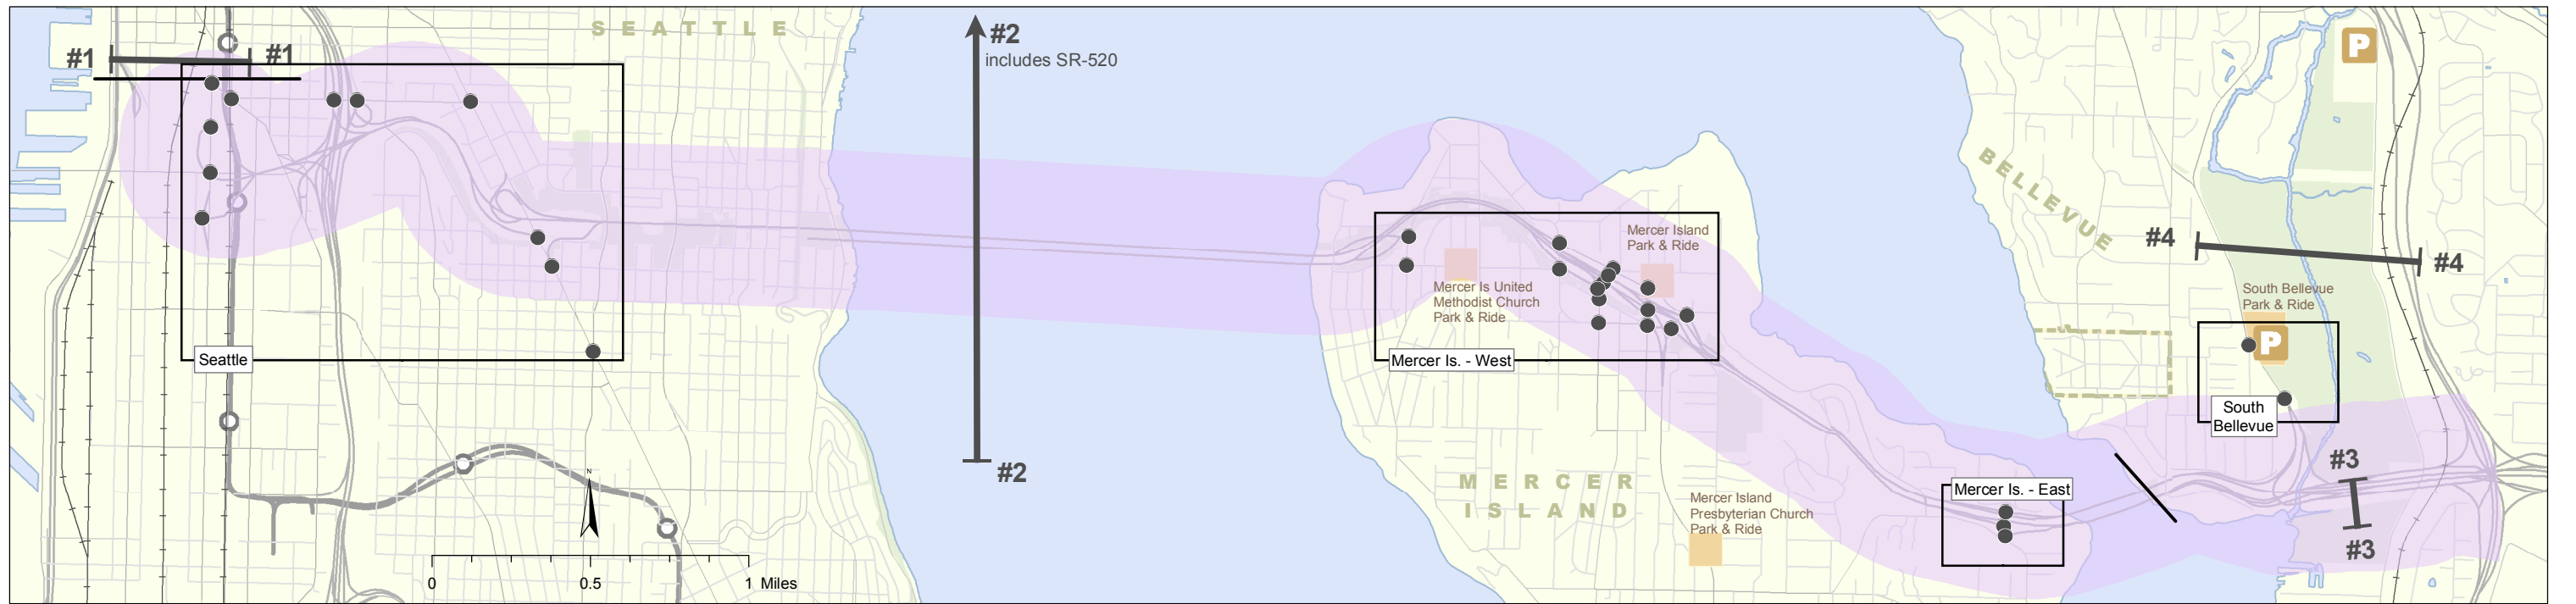 SEATTLE
#1
#1
#2
includes SR-520
#2
P
BELLEVUE
#4
#4
Mercer Island
Park & Ride
Mercer Is United
Methodist Church
Park & Ride
South Bellevue
Park & Ride
P
Seattle
Mercer Is. - West
South
Bellevue
#3
#3
MERCER
ISLAND
Mercer Island
Presbyterian Church
Park & Ride
Mercer Is. - East
N
0 0.5 1 Miles